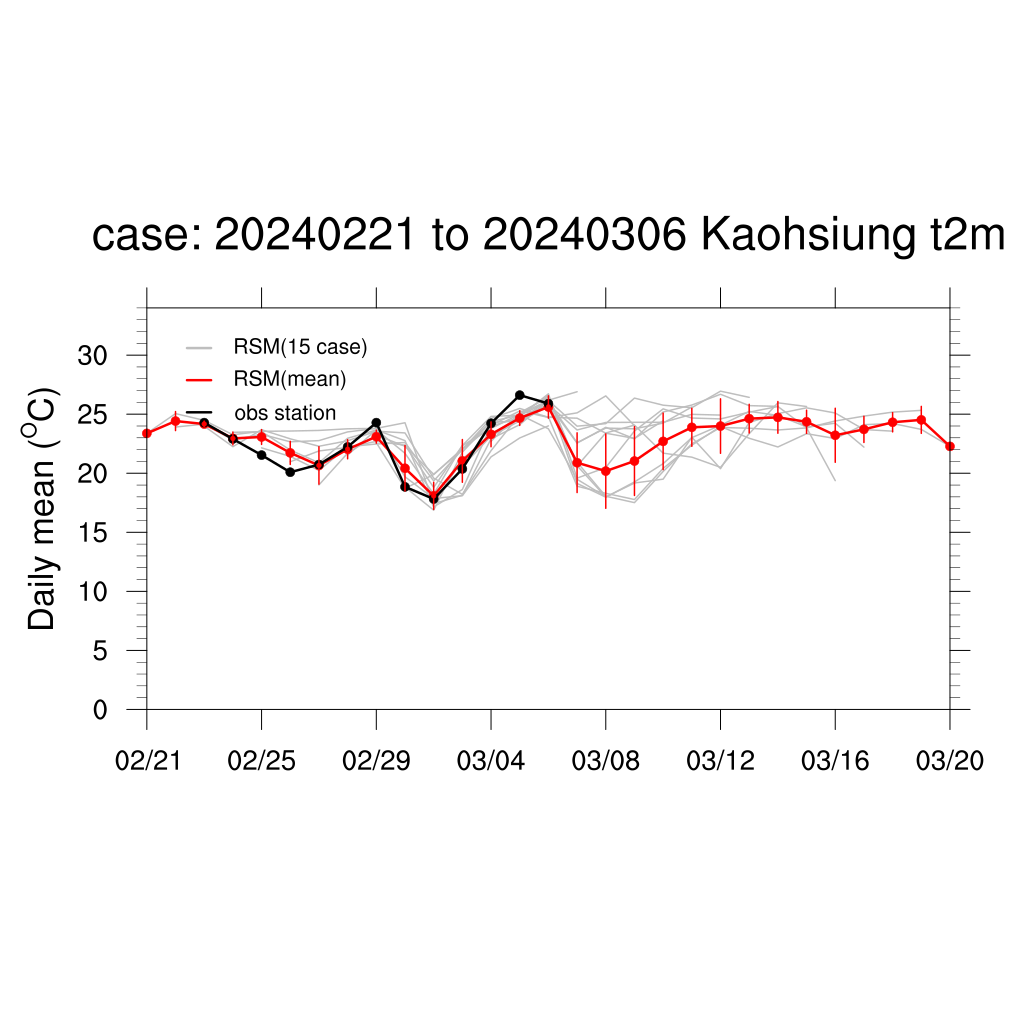 case: 20240221 to 20240306 Kaohsiung t2m
RSM(15 case)
RSM(mean)
obs station
Daily mean (OC)
30
25
20
15
10
5
0
02/21 02/25 02/29 03/04 03/08 03/12 03/16 03/20